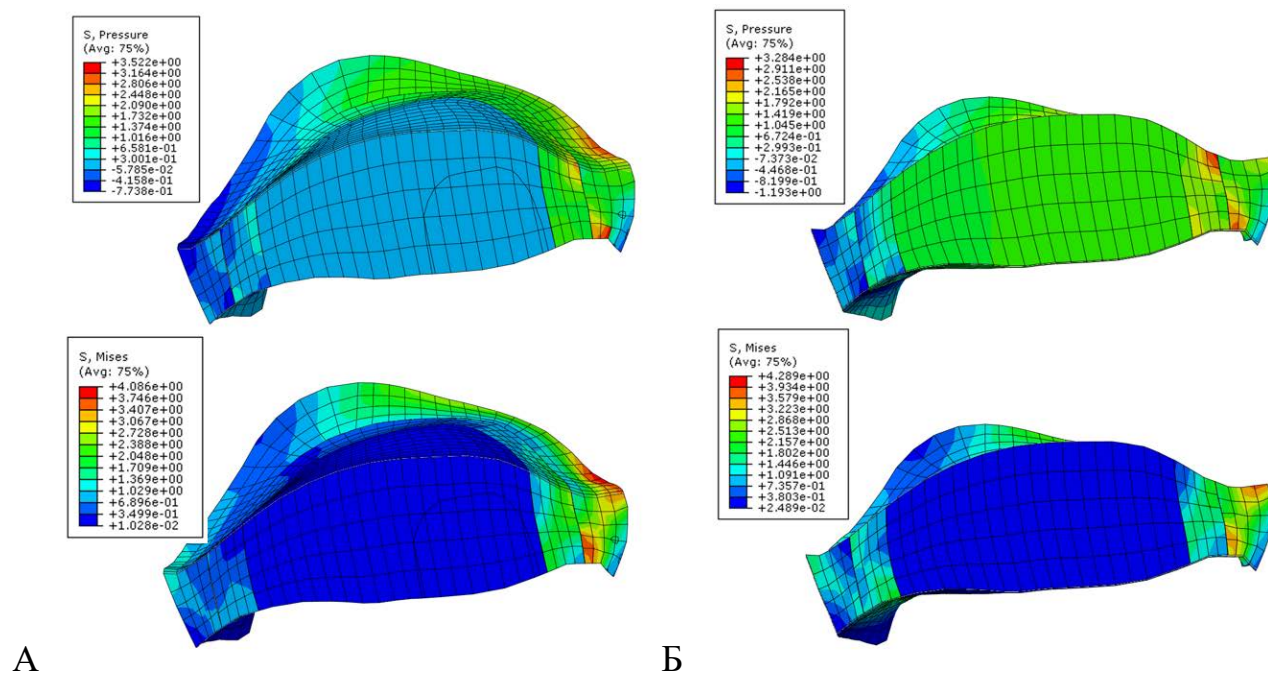 S, Pressure
(Avg: 75%)
+3.522e+00
+3.164e+00
+2.806e+00
+2.448e+00
+2.090e+00
+1.732e+00
+1.374e+00
+1.016e+00
+6.581e-01
+3.001e-01
-5.785e-02
-4.158e-01
-7.738e-01
S, Mises
(Avg: 75%)
+4.086e+00
+3.746e+00
+3.407e+00
+3.067e+00
+2.728e+00
+2.388e+00
+2.048e+00
+1.709e+00
+1.369e+00
+1.029e+00
+6.896e-01
+3.499e-01
+1.028e-02
А
S, Pressure
(Avg: 75%)
+3.284e+00
+2.911e+00
+2.538e+00
+2.165e+00
+1.792e+00
+1.419e+00
+1.045e+00
+6.724e-01
+2.993e-01
-7.373e-02
-4.468e-01
-8.199e-01
-1.193e+00
S, Mises
(Avg: 75%)
+4.289e+00
+3.934e+00
+3.579e+00
+3.223e+00
+2.868e+00
+2.513e+00
+2.157e+00
+1.802e+00
+1.446e+00
+1.091e+00
+7.357e-01
+3.803e-01
+2.489e-02
Б